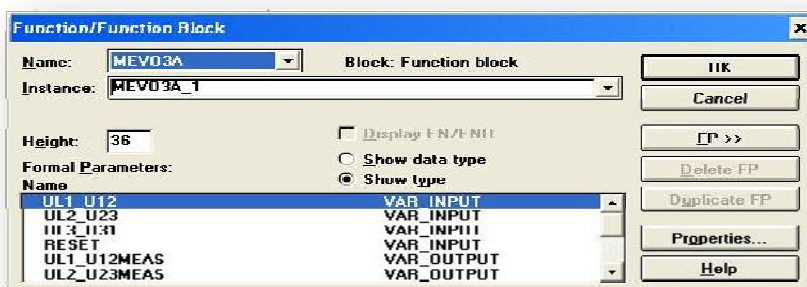 Function/Function Block
Name: MEVO3A Block: Function block
Instance: MEVO3A_1
OK
Cancel
Height: 36
Display EN/ENO
FP >>
Formal Parameters:
Show data type
Delete FP
Name
Show type
Duplicate FP
UL1_U12 VAR_INPUT
UL2_U23 VAR_INPUT
UL3_U31 VAR_INPUT
RESET VAR_INPUT
Properties...
UL1_U12MEAS VAR_OUTPUT
UL2_U23MEAS VAR_OUTPUT
Help